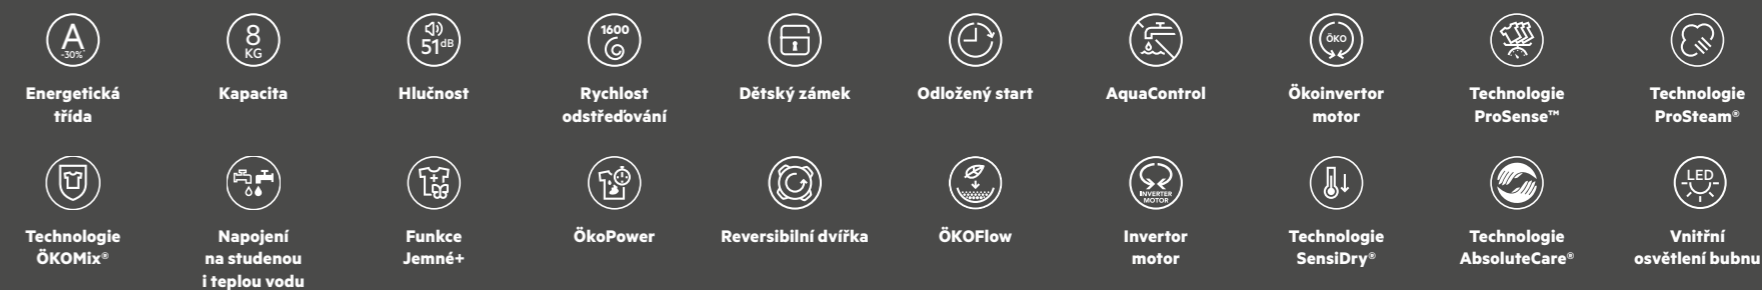 A
-30%
Energetická
třída
8
KG
Kapacita
51dB
Hlučnost
1600
Rychlost
odstřeďování
Dětský zámek
Odložený start
AquaControl
ÖKO
Ökoinvertor
motor
Technologie
ProSense™
Technologie
ProSteam®
Technologie
ÖKOMix®
Napojení
na studenou
i teplou vodu
Funkce
Jemné+
ÖkoPower
Reversibilní dvířka
ÖKOFlow
INVERTER
MOTOR
Invertor
motor
Technologie
SensiDry®
Technologie
AbsoluteCare®
LED
Vnitřní
osvětlení bubnu